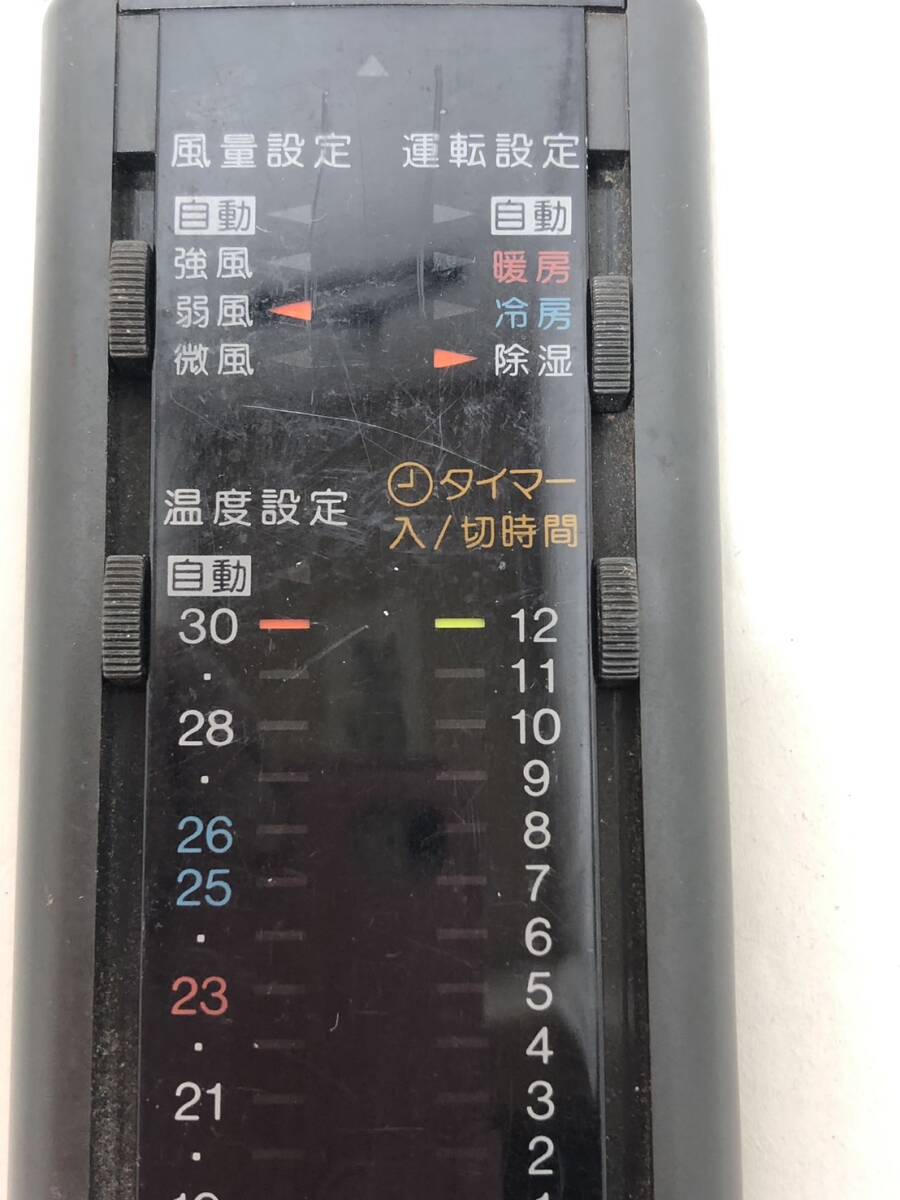 風量設定
自動
強風
弱風
微風
運転設定
自動
暖房
冷房
除湿
温度設定
自動
30
·
28
·
26
25
·
23
·
21
·
タイマー
入/切時間
12
11
10
9
8
7
6
5
4
3
2